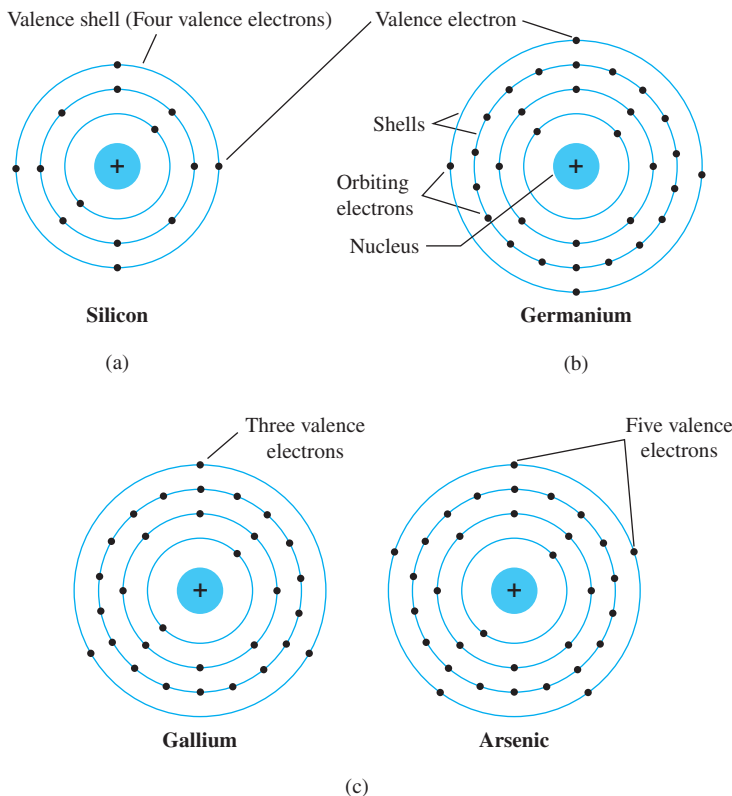 Valence shell (Four valence electrons)
Valence electron
+
Silicon
(a)
Shells
Orbiting
electrons
Nucleus
+
Germanium
(b)
Three valence
electrons
+
Gallium
Five valence
electrons
+
Arsenic
(c)